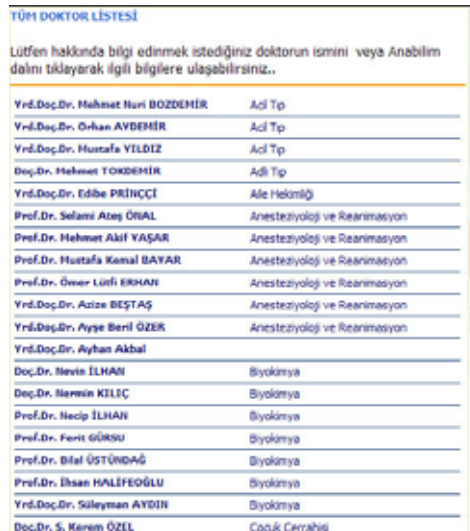 TÜM DOKTOR LİSTESİ
Lütfen hakkında bilgi edinmek istediğiniz doktorun ismini veya Anabilim
dalını tıklayarak ilgili bilgilere ulaşabilirsiniz..
Yrd.Doç.Dr. Mehmet Nuri BOZDEMİR Acil Tıp
Yrd.Doç.Dr. Orhan AYDEMİR Acil Tıp
Yrd.Doç.Dr. Mustafa YILDIZ Acil Tıp
Doç.Dr. Mehmet TOKDEMİR Adli Tıp
Yrd.Doç.Dr. Edibe PRİNÇÇİ Aile Hekimliği
Prof.Dr. Selami Ateş ÖNAL Anesteziyoloji ve Reanimasyon
Prof.Dr. Mehmet Akif YAŞAR Anesteziyoloji ve Reanimasyon
Prof.Dr. Mustafa Kemal BAYAR Anesteziyoloji ve Reanimasyon
Prof.Dr. Ömer Lütfi ERHAN Anesteziyoloji ve Reanimasyon
Yrd.Doç.Dr. Azize BEŞTAŞ Anesteziyoloji ve Reanimasyon
Yrd.Doç.Dr. Ayşe Beril ÖZER Anesteziyoloji ve Reanimasyon
Yrd.Doç.Dr. Ayhan Akbal
Doç.Dr. Nevin İLHAN Biyokimya
Doç.Dr. Nermin KILIÇ Biyokimya
Prof.Dr. Necip İLHAN Biyokimya
Prof.Dr. Ferit GÜRSU Biyokimya
Prof.Dr. Bilal ÜSTÜNDAĞ Biyokimya
Prof.Dr. İhsan HALİFEOĞLU Biyokimya
Yrd.Doç.Dr. Süleyman AYDIN Biyokimya
Doç.Dr. S. Kerem ÖZEL Çocuk Cerrahisi